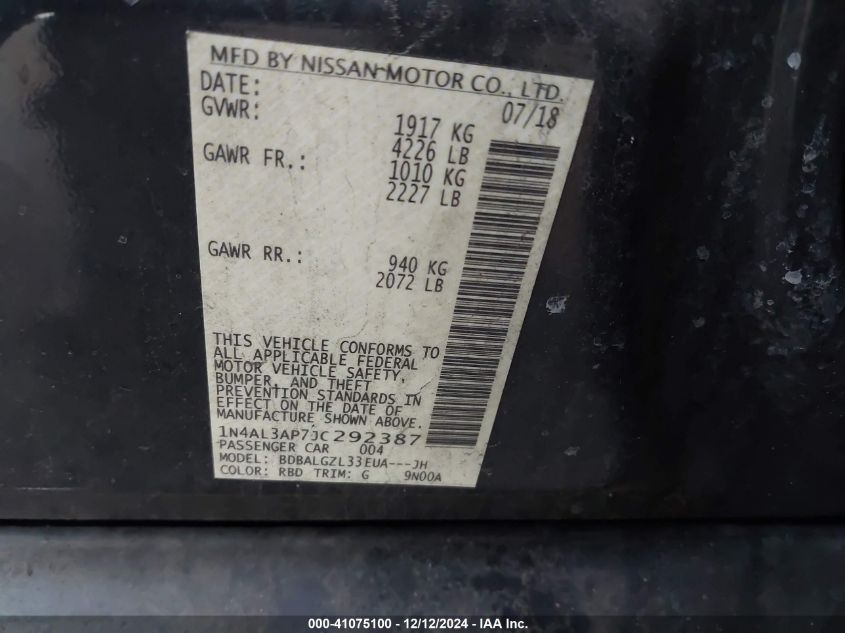 MFD BY NISSAN MOTOR CO., LTD.
DATE: 07/18
GVWR: 1917 KG
4226 LB
GAWR FR.: 1010 KG
2227 LB
GAWR RR.: 940 KG
2072 LB
THIS VEHICLE CONFORMS TO
ALL APPLICABLE FEDERAL
MOTOR VEHICLE SAFETY,
BUMPER, AND THEFT
PREVENTION STANDARDS IN
EFFECT ON THE DATE OF
MANUFACTURE SHOWN ABOVE.
1N4AL3AP7JC292387
PASSENGER CAR 004
MODEL: BDBALGZL33EUA---JH
COLOR: RBD TRIM: G 9N00A
000-41075100 - 12/12/2024 - IAA Inc.